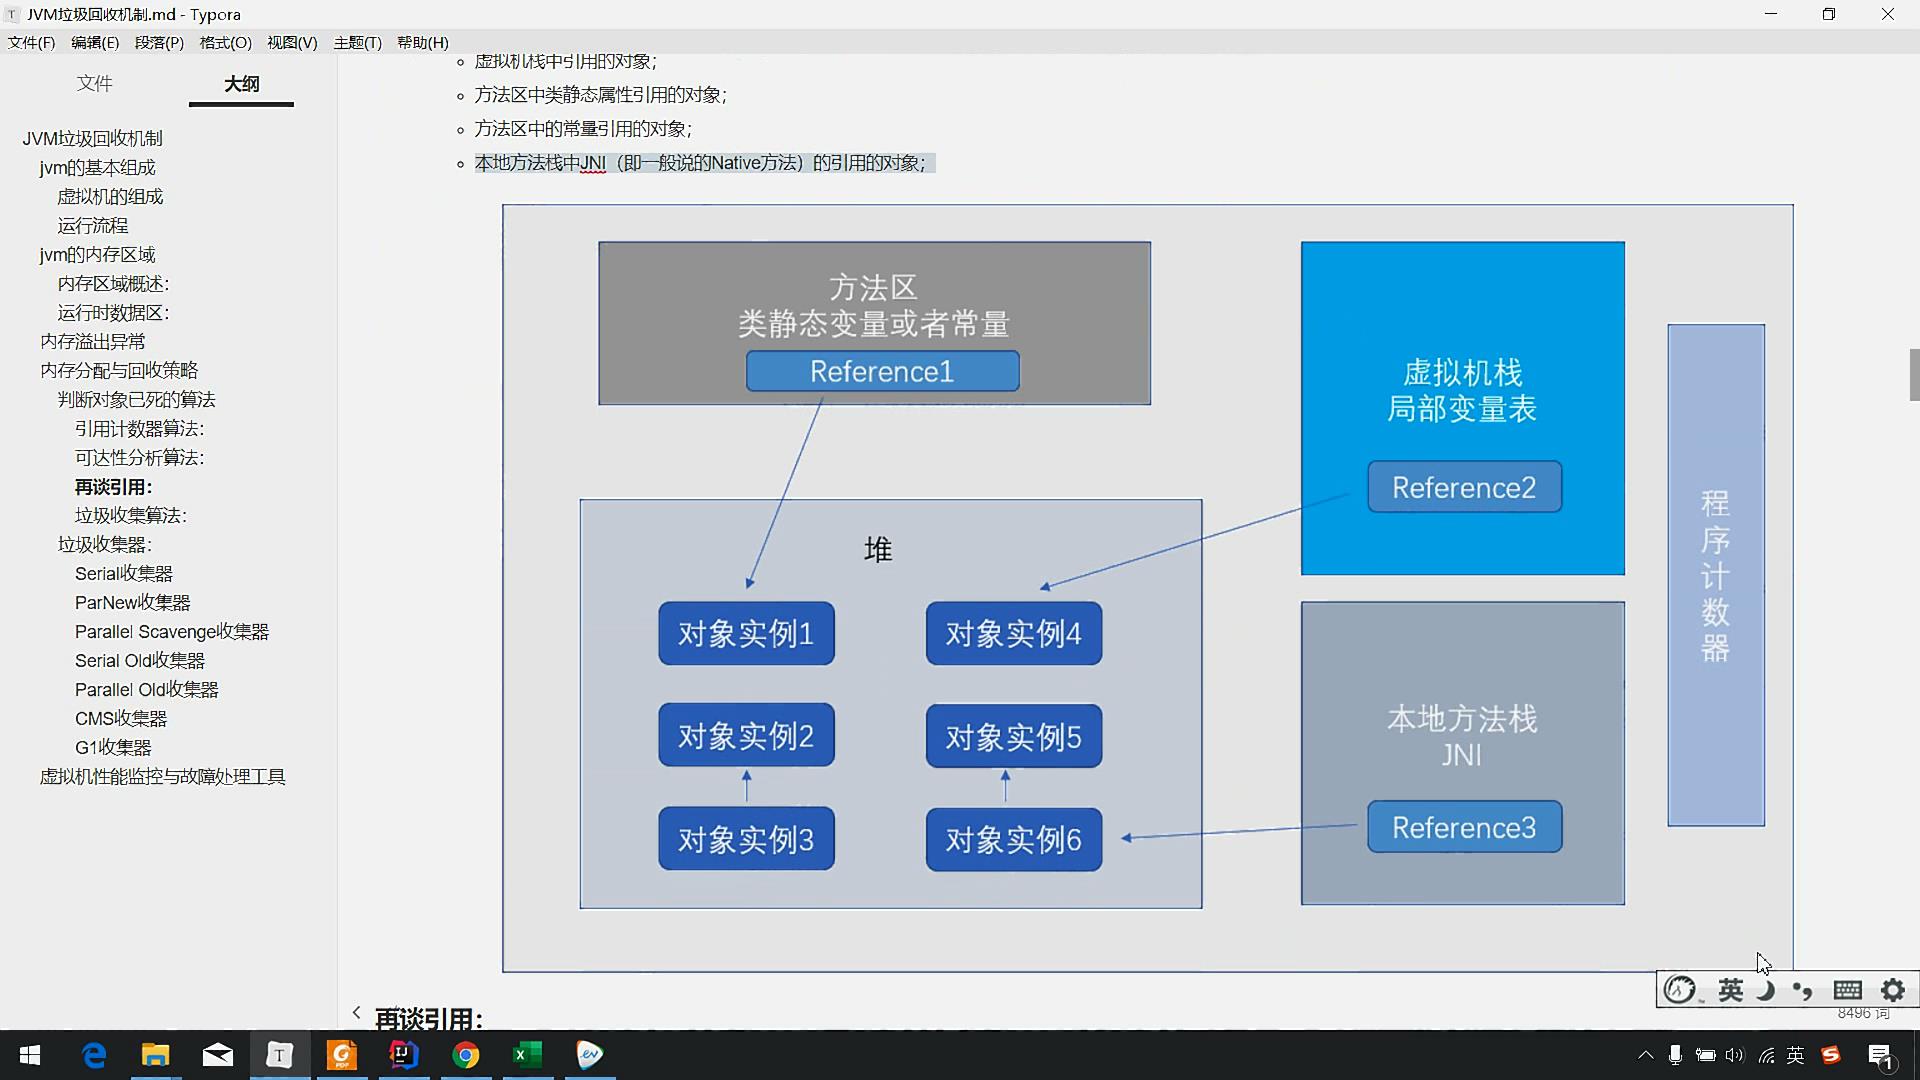 JVM垃圾回收机制.md - Typora
文件(F) 编辑(E) 段落(P) 格式(O) 视图(V) 主题(T) 帮助(H)
文件 大纲
JVM垃圾回收机制
jvm的基本组成
虚拟机的组成
运行流程
jvm的内存区域
内存区域概述：
运行时数据区：
内存溢出异常
内存分配与回收策略
判断对象已死的算法
引用计数器算法：
可达性分析算法：
再谈引用：
垃圾收集算法：
垃圾收集器：
Serial收集器
ParNew收集器
Parallel Scavenge收集器
Serial Old收集器
Parallel Old收集器
CMS收集器
G1收集器
虚拟机性能监控与故障处理工具
虚拟机栈中引用的对象；
方法区中类静态属性引用的对象；
方法区中的常量引用的对象；
本地方法栈中JNI（即一般说的Native方法）的引用的对象；
方法区
类静态变量或者常量
Reference1
虚拟机栈
局部变量表
Reference2
程序计数器
堆
对象实例1
对象实例4
对象实例2
对象实例5
对象实例3
对象实例6
本地方法栈
JNI
Reference3
再谈引用：
英
8496 词
英
1